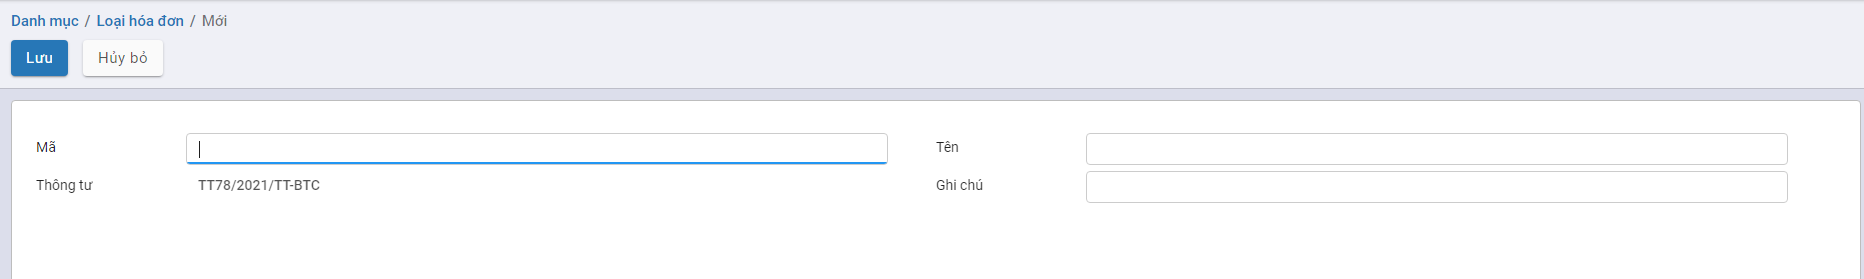 Danh mục / Loại hóa đơn / Mới
Lưu Hủy bỏ
Mã Tên
Thông tư TT78/2021/TT-BTC Ghi chú